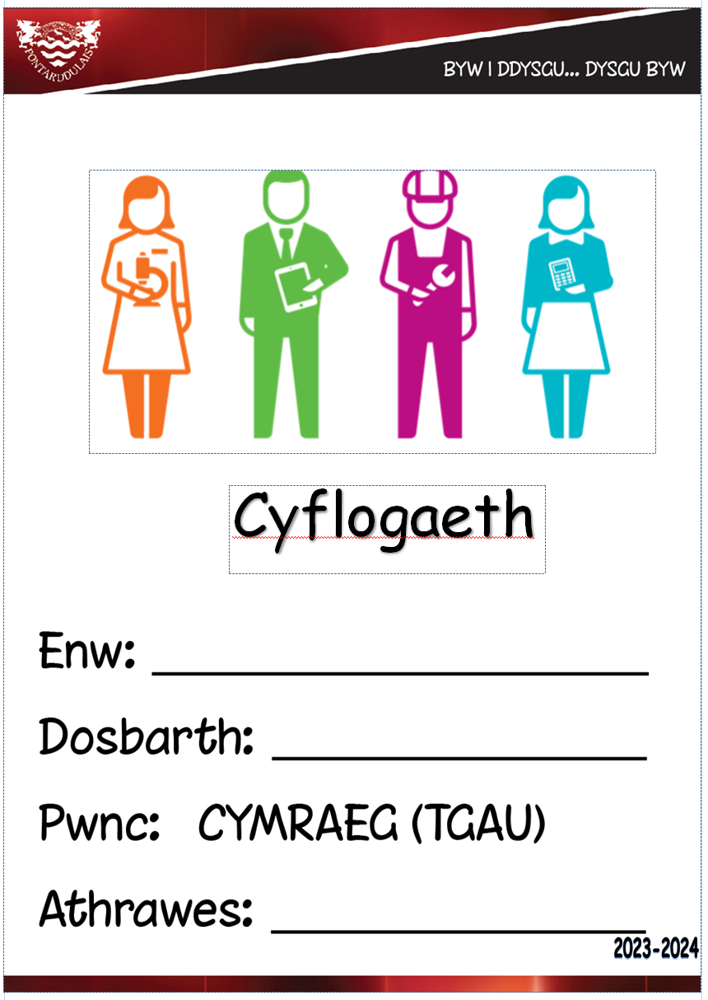 PONTARDDULAIS
BYW I DDYSGU... DYSGU BYW
Cyflogaeth
Enw:
Dosbarth:
Pwnc: CYMRAEG (TGAU)
Athrawes:
2023-2024